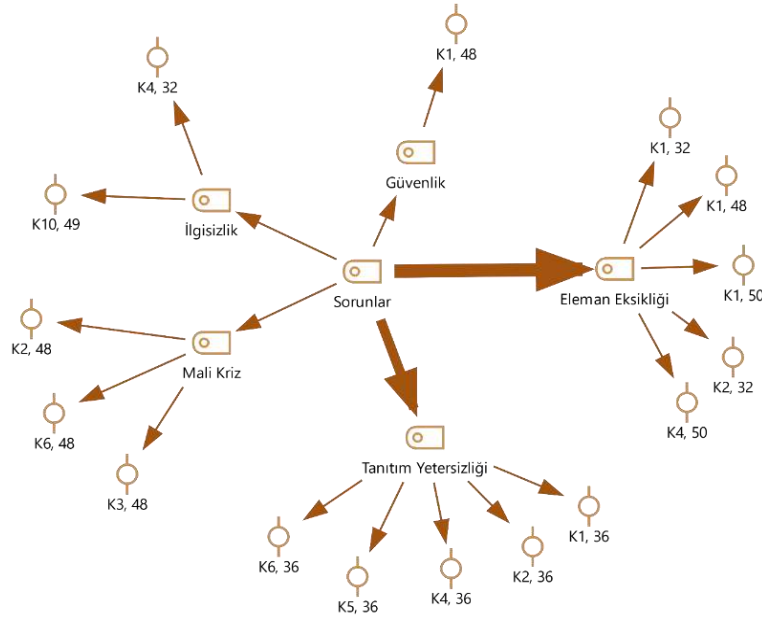 K1, 48
K4, 32
K1, 32
Güvenlik
K1, 48
K10, 49
İlgisizlik
K1, 50
Sorunlar
Eleman Eksikliği
K2, 48
Mali Kriz
K2, 32
K6, 48
K4, 50
Tanıtım Yetersizliği
K3, 48
K1, 36
K6, 36
K5, 36
K4, 36
K2, 36